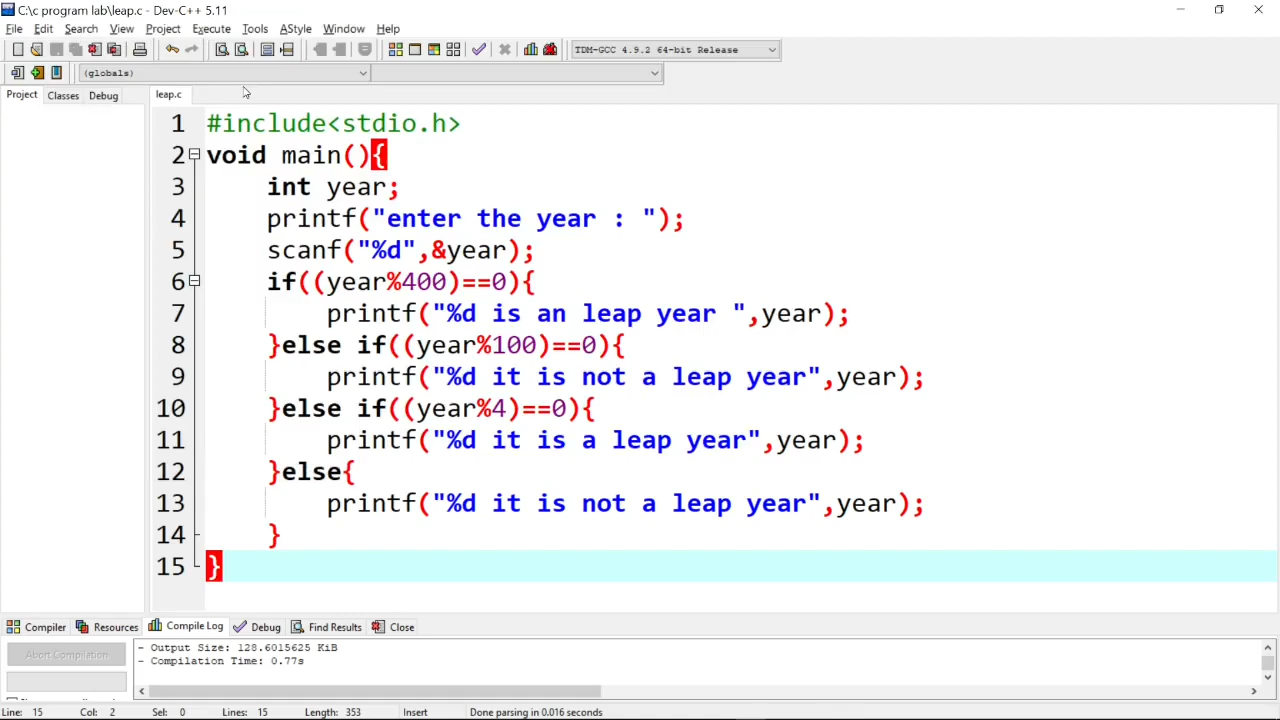 C:\c program lab\leap.c - Dev-C++ 5.11
File Edit Search View Project Execute Tools AStyle Window Help
TDM-GCC 4.9.2 64-bit Release
(globals)
Project Classes Debug leap.c
1 #include<stdio.h>
2 void main(){
3 int year;
4 printf("enter the year : ");
5 scanf("%d",&year);
6 if((year%400)==0){
7 printf("%d is an leap year ",year);
8 }else if((year%100)==0){
9 printf("%d it is not a leap year",year);
10 }else if((year%4)==0){
11 printf("%d it is a leap year",year);
12 }else{
13 printf("%d it is not a leap year",year);
14 }
15 }
Compiler Resources Compile Log Debug Find Results Close
Abort Compilation
- Output Size: 128.6015625 KiB
- Compilation Time: 0.77s
Line: 15 Col: 2 Sel: 0 Lines: 15 Length: 353 Insert Done parsing in 0.016 seconds